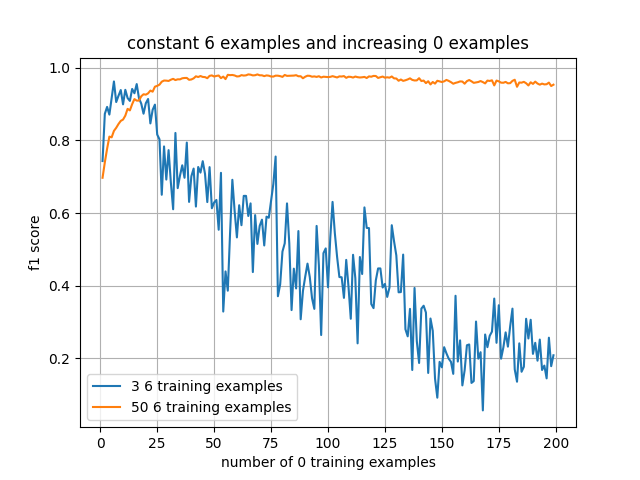 constant 6 examples and increasing 0 examples
f1 score
1.0
0.8
0.6
0.4
0.2
3 6 training examples
50 6 training examples
0 25 50 75 100 125 150 175 200
number of 0 training examples